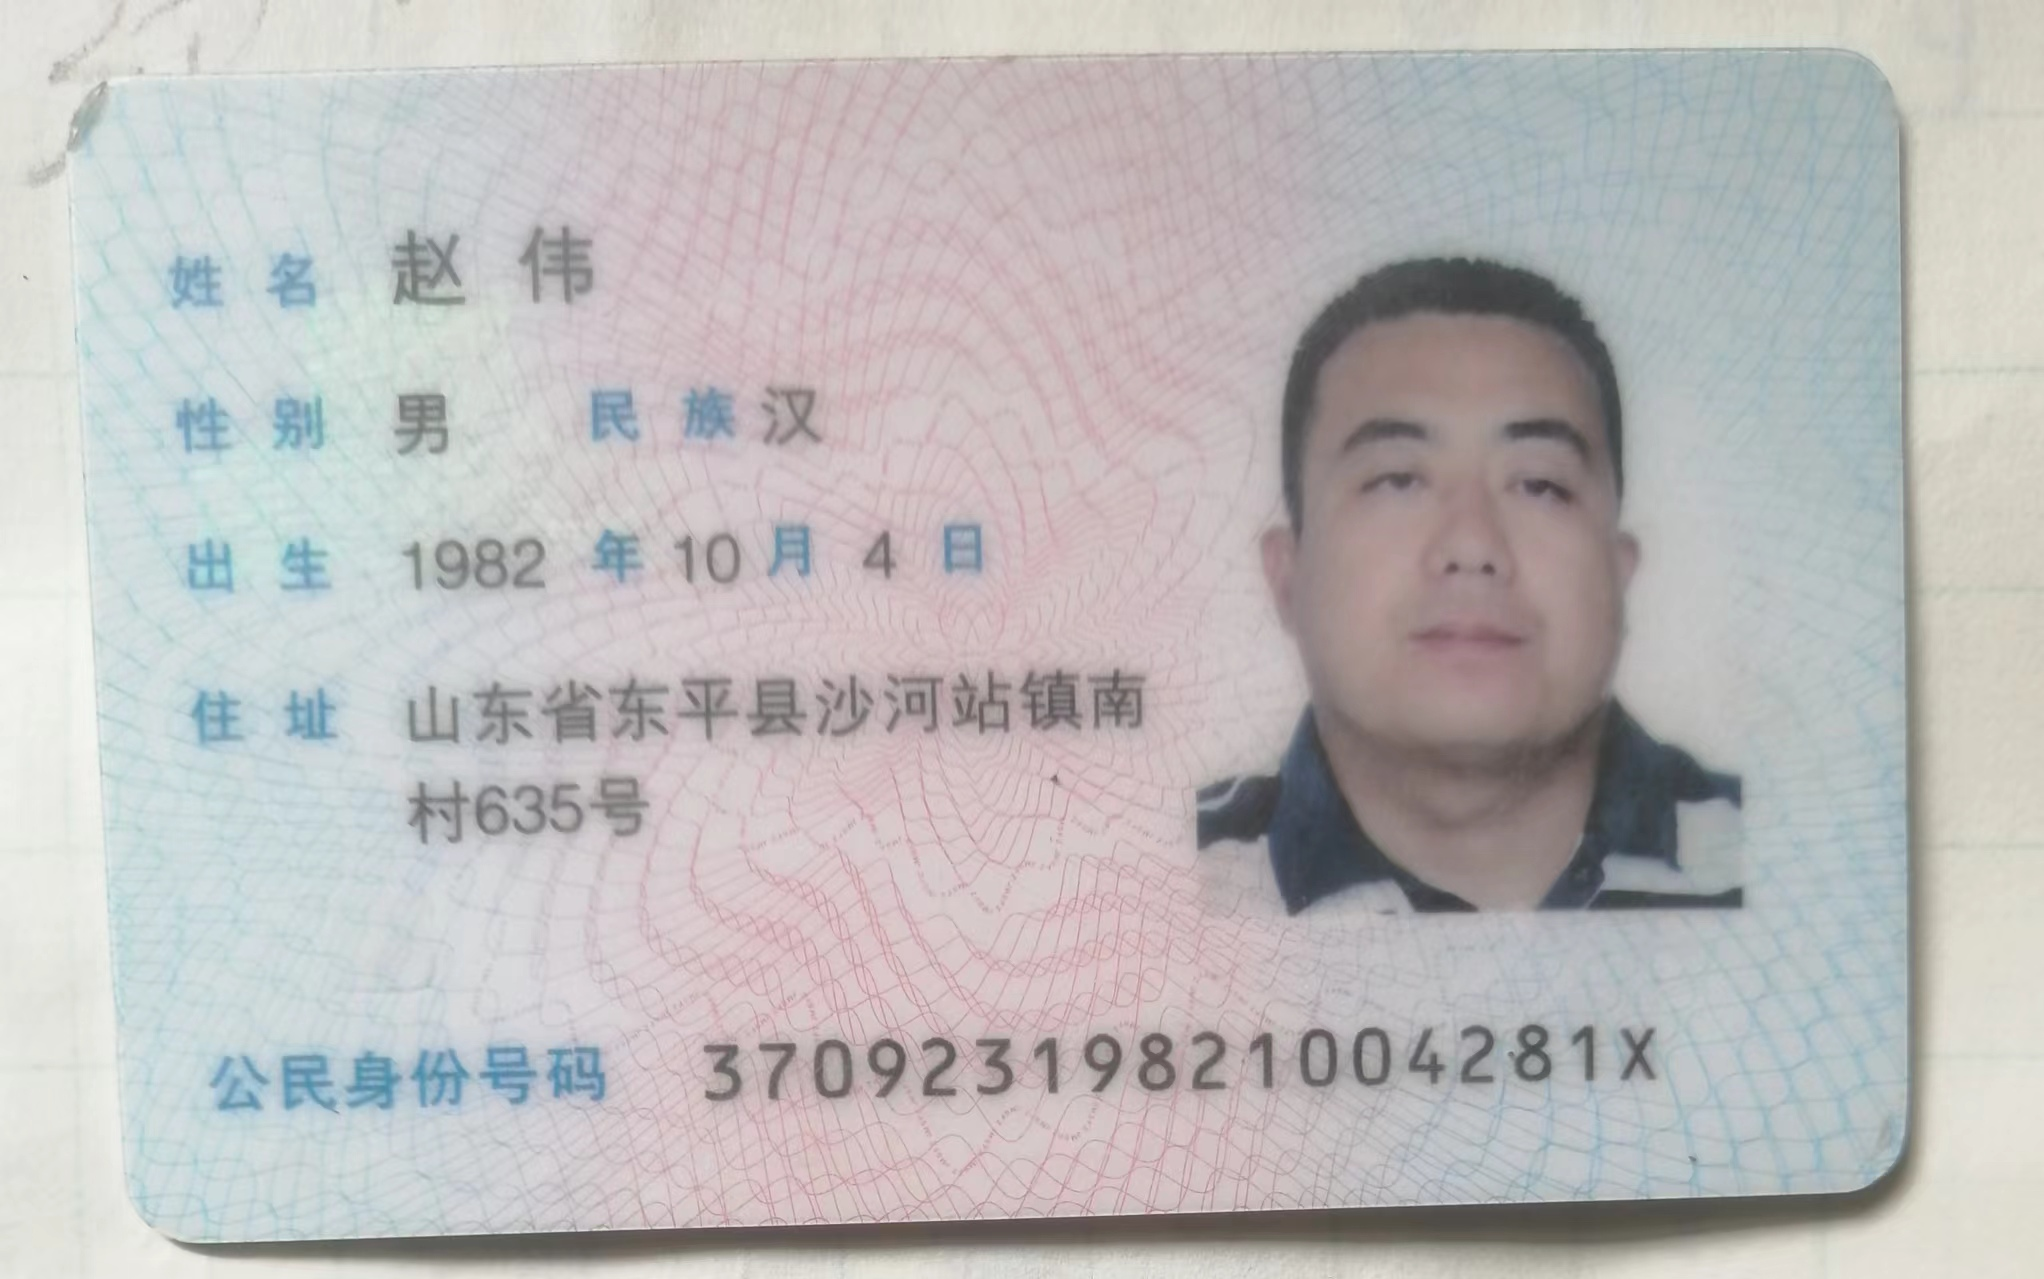 姓名 赵伟
性别 男 民族 汉
出生 1982 年 10 月 4 日
住址 山东省东平县沙河站镇南
村635号
公民身份号码 37092319821004281X